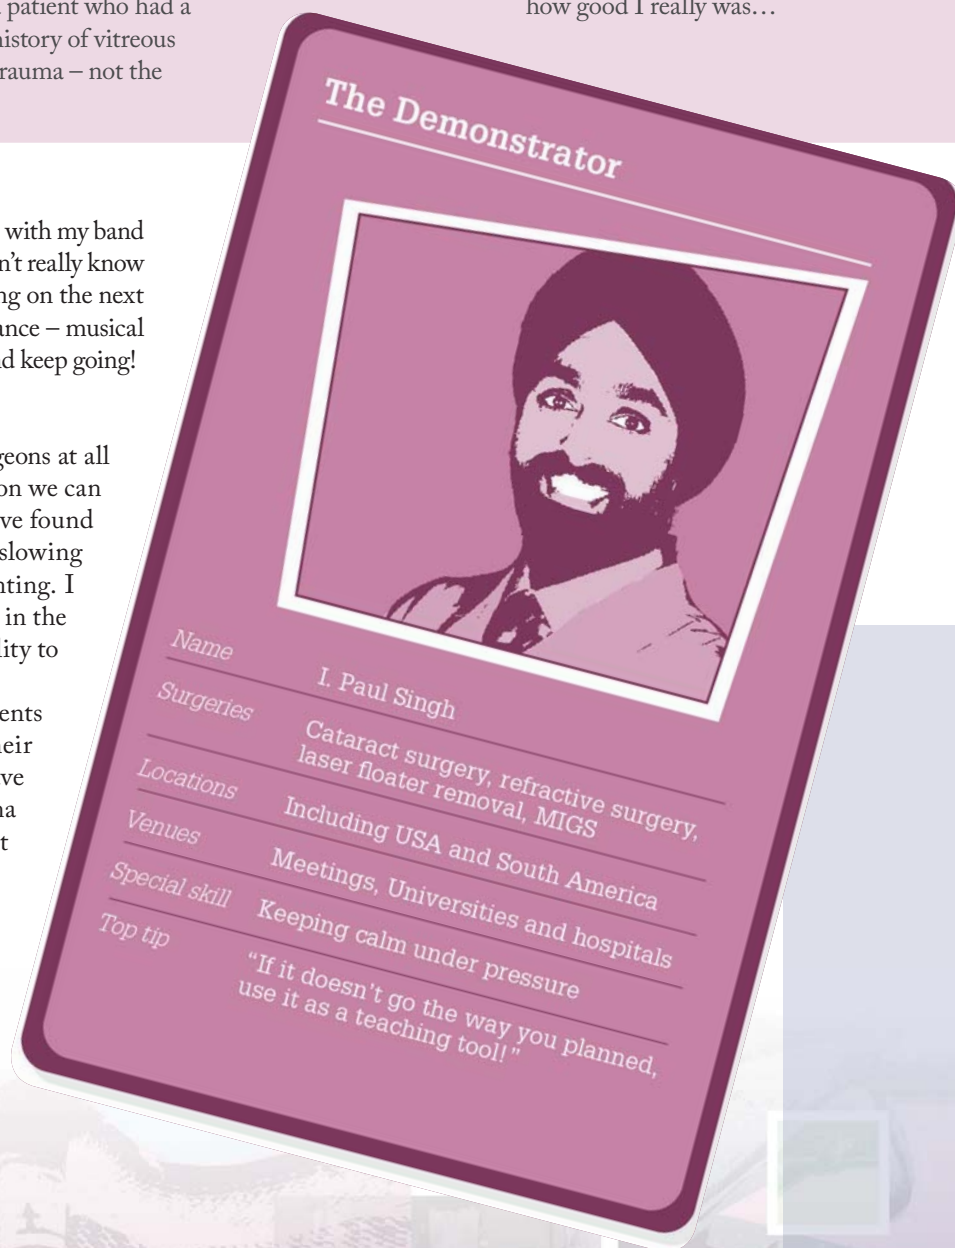 patient who had a
history of vitreous
trauma – not the
how good I really was…
with my band
n’t really know
ng on the next
ance – musical
nd keep going!
geons at all
on we can
ve found
slowing
nting. I
in the
lity to
ents
heir
ave
na
t
The Demonstrator
Name
I. Paul Singh
Surgeries
Cataract surgery, refractive surgery,
laser floater removal, MIGS
Locations
Including USA and South America
Venues
Meetings, Universities and hospitals
Special skill
Keeping calm under pressure
Top tip
“If it doesn’t go the way you planned,
use it as a teaching tool!”